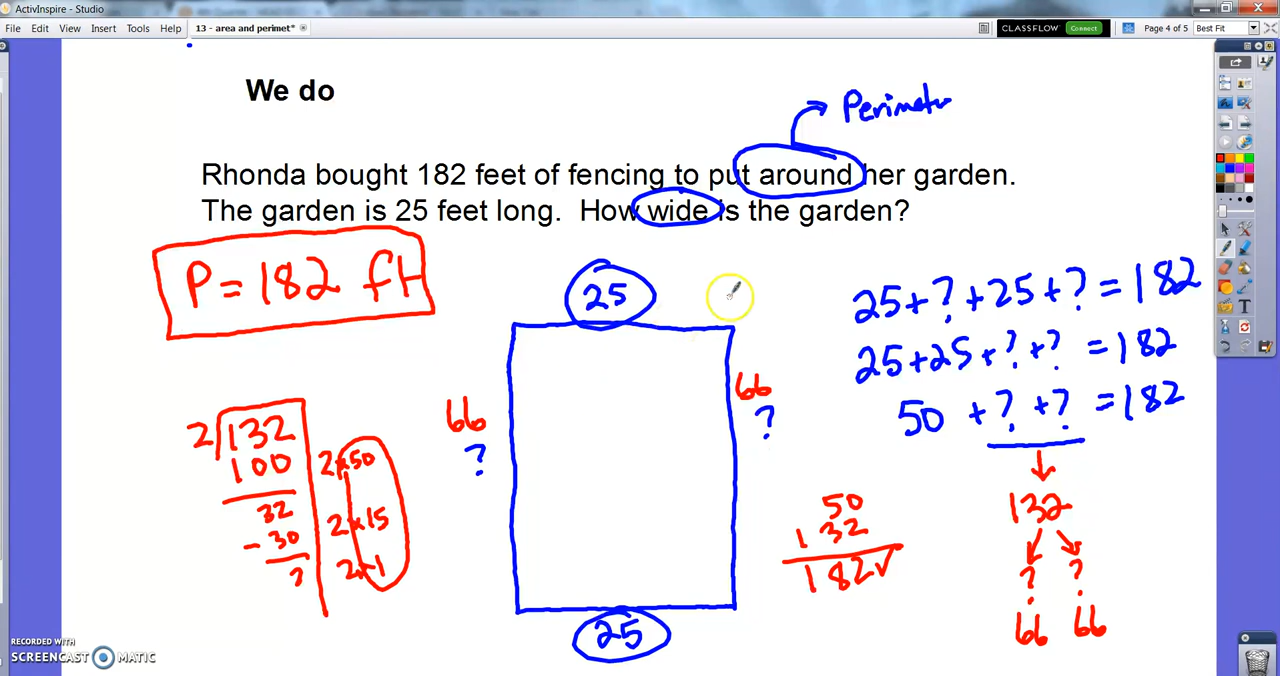 ActivInspire - Studio
File Edit View Insert Tools Help 13 - area and perimet* CLASSFLOW Connect Page 4 of 5 Best Fit
We do
Perimeter
Rhonda bought 182 feet of fencing to put around her garden.
The garden is 25 feet long. How wide is the garden?
P = 182 ft
25
25 + ? + 25 + ? = 182
25 + 25 + ? + ? = 182
50 + ? + ? = 182
66
?
66
?
2 132
100 2x50
32
- 30 2x15
2 2x1
50
132
182 ✓
132
? ?
66 66
25
RECORDED WITH
SCREENCAST MATIC